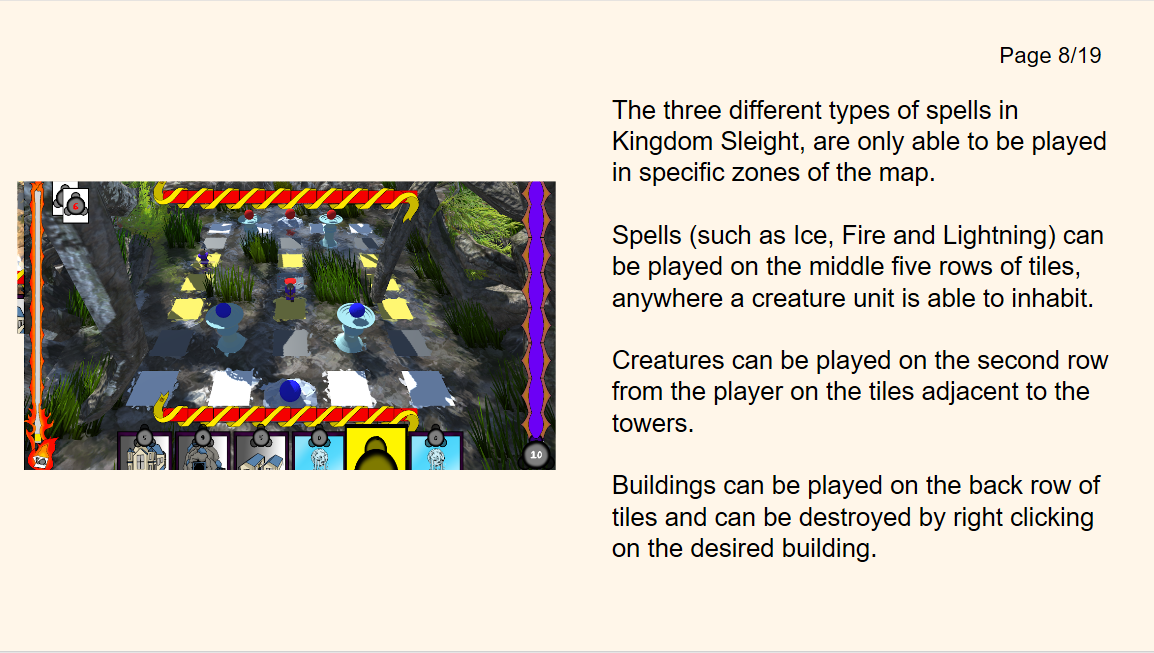 Page 8/19
The three different types of spells in
Kingdom Sleight, are only able to be played
in specific zones of the map.
Spells (such as Ice, Fire and Lightning) can
be played on the middle five rows of tiles,
anywhere a creature unit is able to inhabit.
Creatures can be played on the second row
from the player on the tiles adjacent to the
towers.
Buildings can be played on the back row of
tiles and can be destroyed by right clicking
on the desired building.
10